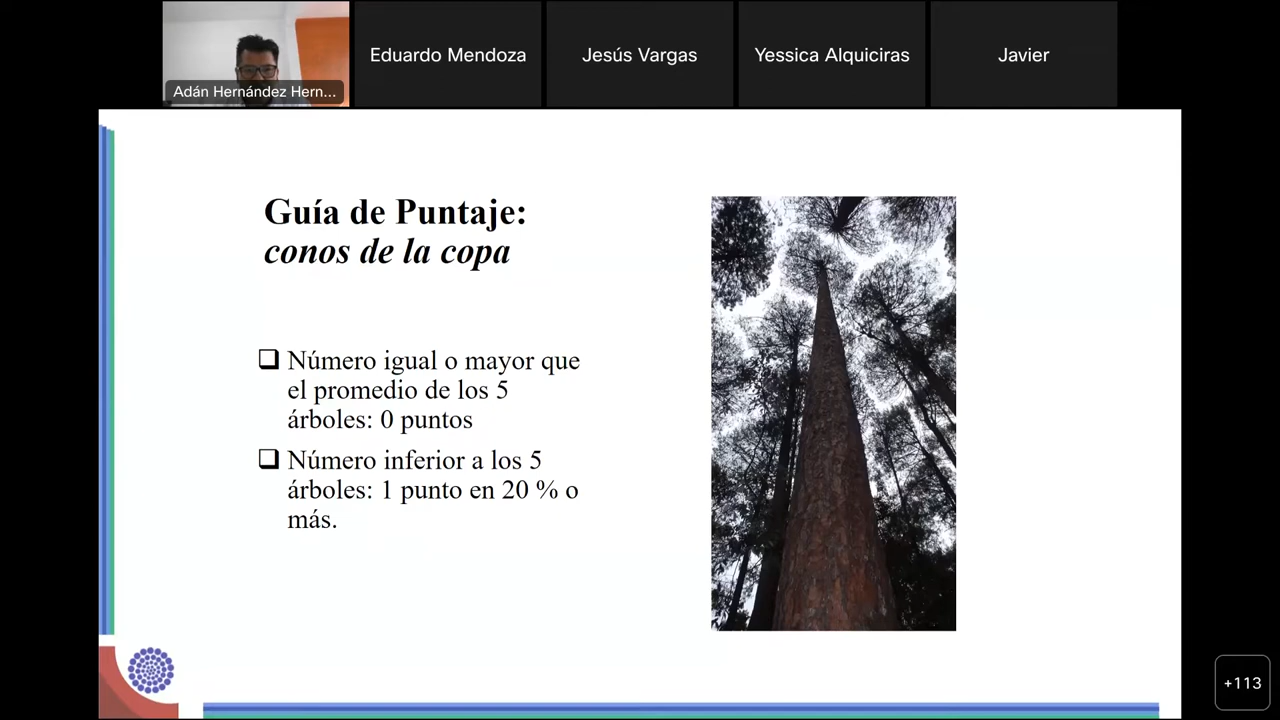 Adán Hernández Hern...
Eduardo Mendoza
Jesús Vargas
Yessica Alquiciras
Javier
Guía de Puntaje:
conos de la copa
❑ Número igual o mayor que
el promedio de los 5
árboles: 0 puntos
❑ Número inferior a los 5
árboles: 1 punto en 20 % o
más.
+113